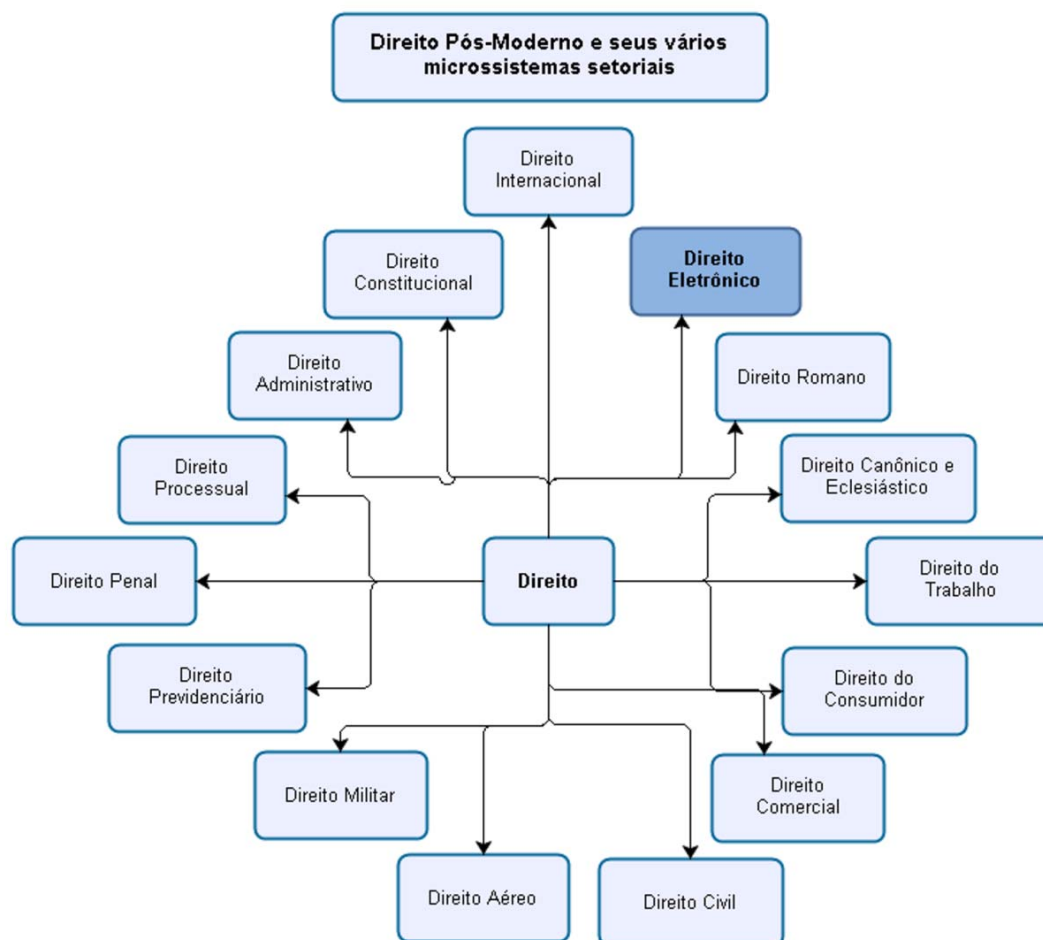 Direito Pós-Moderno e seus vários
microssistemas setoriais
Direito
Internacional
Direito
Constitucional
Direito
Eletrônico
Direito
Administrativo
Direito Romano
Direito
Processual
Direito Canônico e
Eclesiástico
Direito Penal
Direito
Direito do
Trabalho
Direito
Previdenciário
Direito do
Consumidor
Direito Militar
Direito
Comercial
Direito Aéreo
Direito Civil